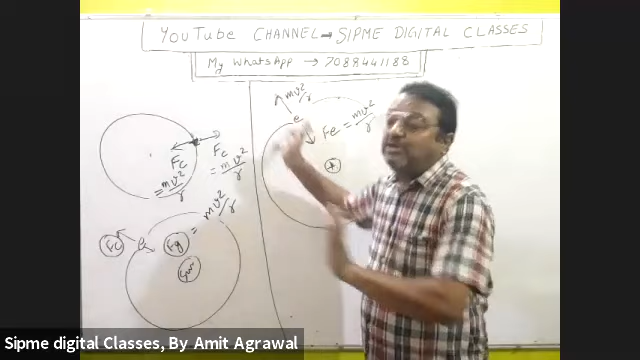 YouTube CHANNEL → SIPME DIGITAL CLASSES
My WhatsApp → 7088441188
Fc
= mv²/r
Fc
= mv²/r
Fc
e
Fg
= mv²/r
Sun
mv²/r
e
Fe = mv²/r
+
Sipme digital Classes, By Amit Agrawal